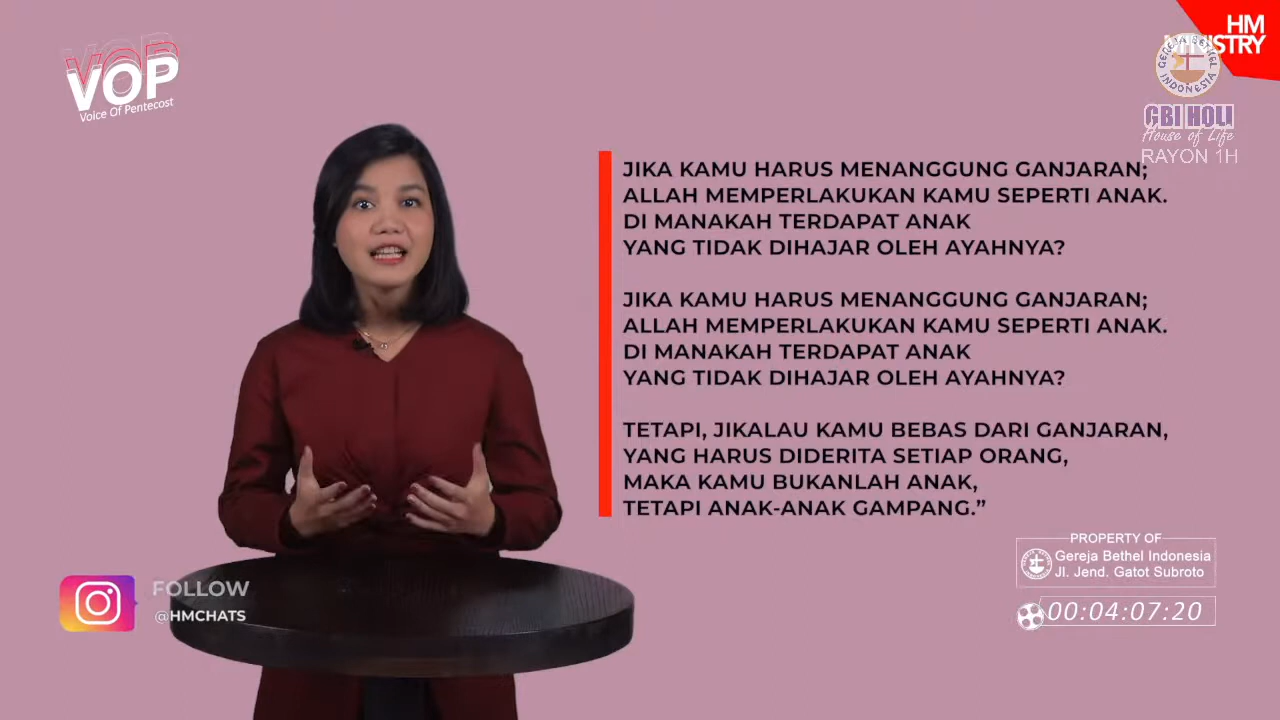 VOP
VOP
Voice Of Pentecost
HM
MINISTRY
GEREJA BETHEL
INDONESIA
GBI HOLI
House of Life
RAYON 1H
JIKA KAMU HARUS MENANGGUNG GANJARAN;
ALLAH MEMPERLAKUKAN KAMU SEPERTI ANAK.
DI MANAKAH TERDAPAT ANAK
YANG TIDAK DIHAJAR OLEH AYAHNYA?
JIKA KAMU HARUS MENANGGUNG GANJARAN;
ALLAH MEMPERLAKUKAN KAMU SEPERTI ANAK.
DI MANAKAH TERDAPAT ANAK
YANG TIDAK DIHAJAR OLEH AYAHNYA?
TETAPI, JIKALAU KAMU BEBAS DARI GANJARAN,
YANG HARUS DIDERITA SETIAP ORANG,
MAKA KAMU BUKANLAH ANAK,
TETAPI ANAK-ANAK GAMPANG.”
FOLLOW
@HMCHATS
PROPERTY OF
Gereja Bethel Indonesia
Jl. Jend. Gatot Subroto
00:04:07:20